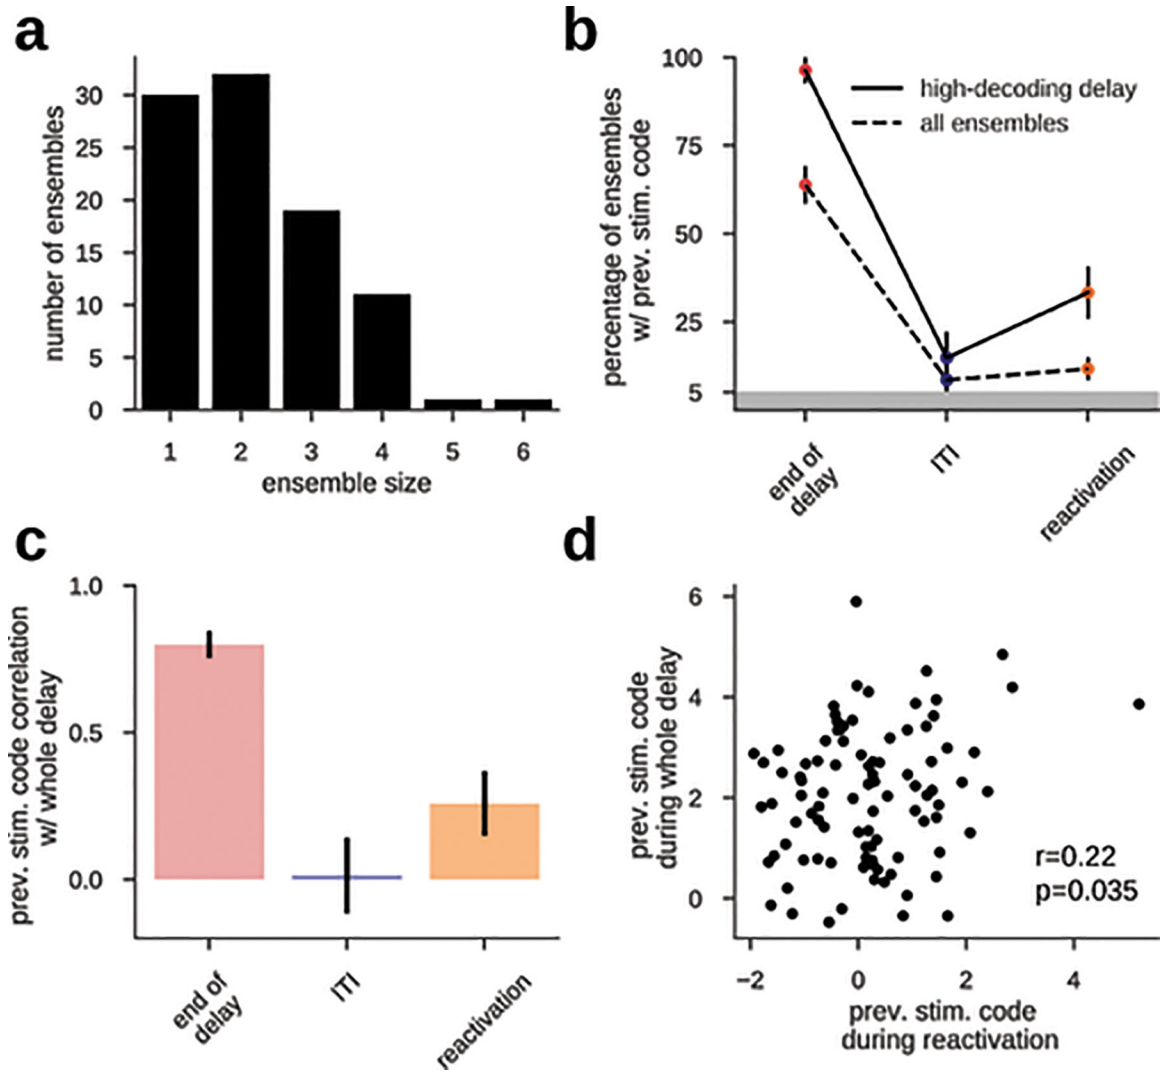 a
number of ensembles
30
25
20
15
10
5
0
1 2 3 4 5 6
ensemble size
b
percentage of ensembles
w/ prev. stim. code
100
75
50
25
5
high-decoding delay
all ensembles
end of
delay
ITI
reactivation
c
prev. stim. code correlation
w/ whole delay
1.0
0.5
0.0
end of
delay
ITI
reactivation
d
prev. stim. code
during whole delay
6
4
2
0
r=0.22
p=0.035
−2 0 2 4
prev. stim. code
during reactivation